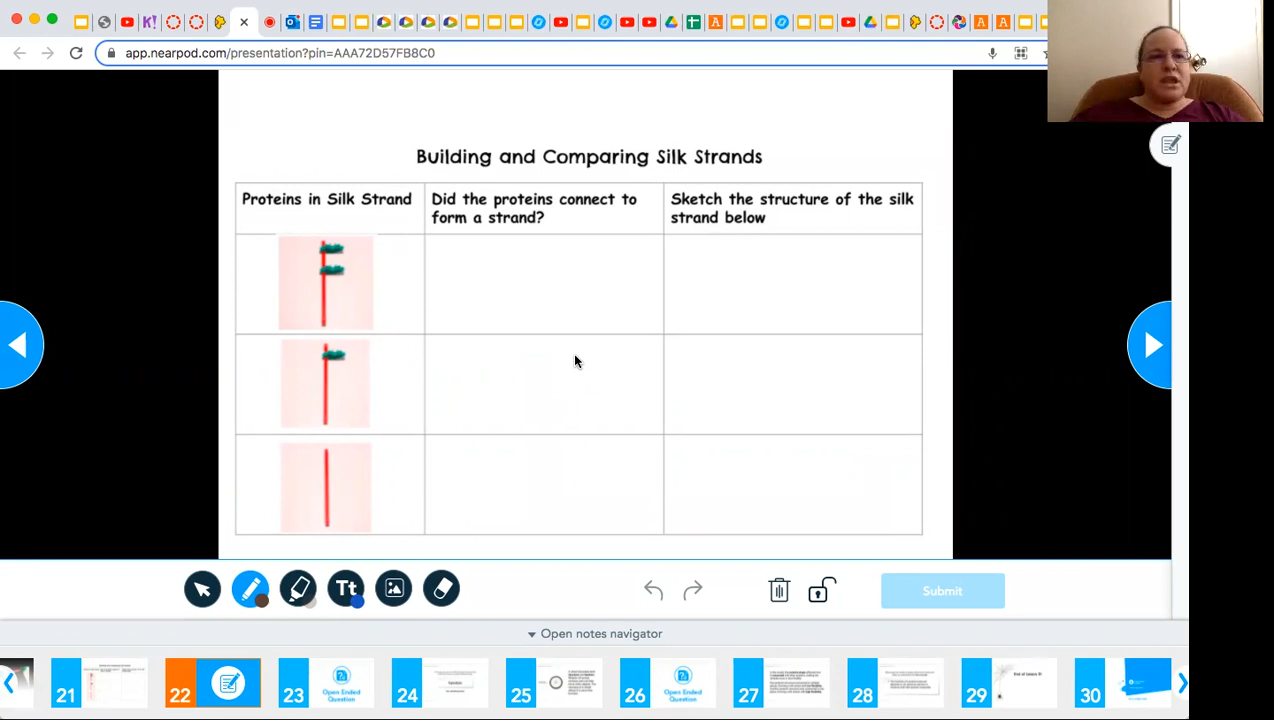 app.nearpod.com/presentation?pin=AAA72D57FB8C0
Building and Comparing Silk Strands
Proteins in Silk Strand
Did the proteins connect to
form a strand?
Sketch the structure of the silk
strand below
Tt
Submit
Open notes navigator
21
22
23
Open Ended
Question
24
25
26
Open Ended
Question
27
28
29
30